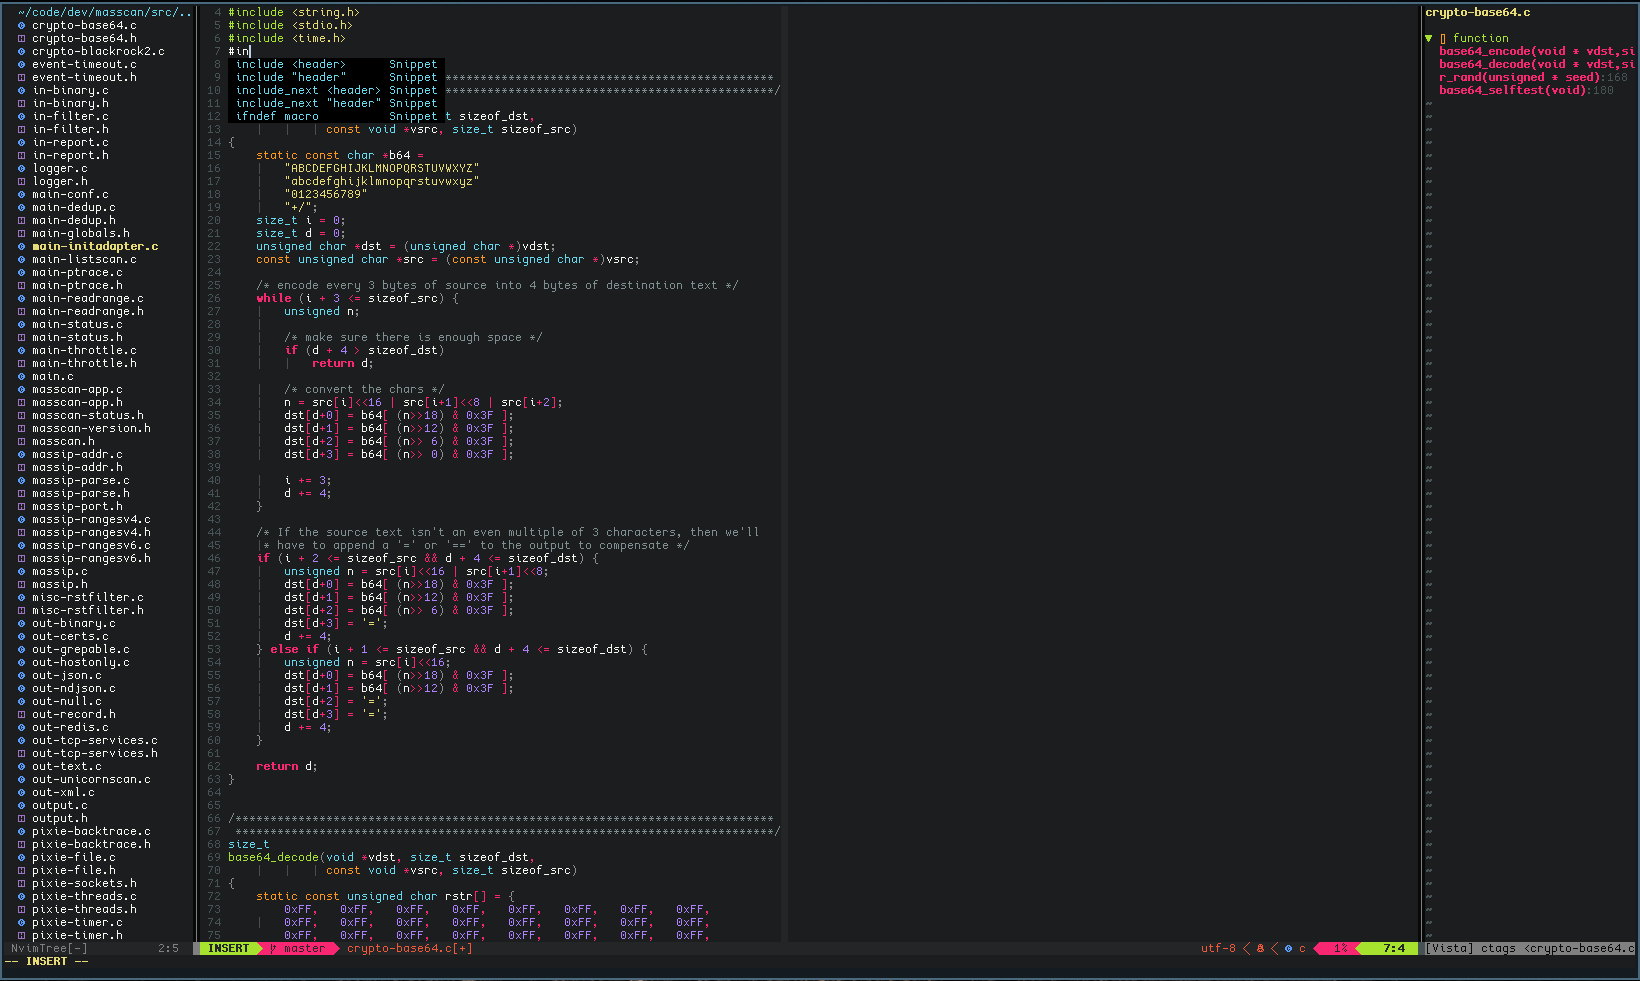 ~/code/dev/masscan/src/..
crypto-base64.c
crypto-base64.h
crypto-blackrock2.c
event-timeout.c
event-timeout.h
in-binary.c
in-binary.h
in-filter.c
in-filter.h
in-report.c
in-report.h
logger.c
logger.h
main-conf.c
main-dedup.c
main-dedup.h
main-globals.h
main-initadapter.c
main-listscan.c
main-ptrace.c
main-ptrace.h
main-readrange.c
main-readrange.h
main-status.c
main-status.h
main-throttle.c
main-throttle.h
main.c
masscan-app.c
masscan-app.h
masscan-status.h
masscan-version.h
masscan.h
massip-addr.c
massip-addr.h
massip-parse.c
massip-parse.h
massip-port.h
massip-rangesv4.c
massip-rangesv4.h
massip-rangesv6.c
massip-rangesv6.h
massip.c
massip.h
misc-rstfilter.c
misc-rstfilter.h
out-binary.c
out-certs.c
out-grepable.c
out-hostonly.c
out-json.c
out-ndjson.c
out-null.c
out-record.h
out-redis.c
out-tcp-services.c
out-tcp-services.h
out-text.c
out-unicornscan.c
out-xml.c
output.c
output.h
pixie-backtrace.c
pixie-backtrace.h
pixie-file.c
pixie-file.h
pixie-sockets.h
pixie-threads.c
pixie-threads.h
pixie-timer.c
pixie-timer.h
NvimTree[-] 2:5
4 #include <string.h>
5 #include <stdio.h>
6 #include <time.h>
7 #in
8 include <header> Snippet
9 include "header" Snippet ***********************************************
10 include_next <header> Snippet ***********************************************/
11 include_next "header" Snippet
12 ifndef macro Snippet t sizeof_dst,
13 const void *vsrc, size_t sizeof_src)
14 {
15 static const char *b64 =
16 "ABCDEFGHIJKLMNOPQRSTUVWXYZ"
17 "abcdefghijklmnopqrstuvwxyz"
18 "0123456789"
19 "+/";
20 size_t i = 0;
21 size_t d = 0;
22 unsigned char *dst = (unsigned char *)vdst;
23 const unsigned char *src = (const unsigned char *)vsrc;
24
25 /* encode every 3 bytes of source into 4 bytes of destination text */
26 while (i + 3 <= sizeof_src) {
27 unsigned n;
28
29 /* make sure there is enough space */
30 if (d + 4 > sizeof_dst)
31 return d;
32
33 /* convert the chars */
34 n = src[i]<<16 | src[i+1]<<8 | src[i+2];
35 dst[d+0] = b64[ (n>>18) & 0x3F ];
36 dst[d+1] = b64[ (n>>12) & 0x3F ];
37 dst[d+2] = b64[ (n>> 6) & 0x3F ];
38 dst[d+3] = b64[ (n>> 0) & 0x3F ];
39
40 i += 3;
41 d += 4;
42 }
43
44 /* If the source text isn't an even multiple of 3 characters, then we'll
45 * have to append a '=' or '==' to the output to compensate */
46 if (i + 2 <= sizeof_src && d + 4 <= sizeof_dst) {
47 unsigned n = src[i]<<16 | src[i+1]<<8;
48 dst[d+0] = b64[ (n>>18) & 0x3F ];
49 dst[d+1] = b64[ (n>>12) & 0x3F ];
50 dst[d+2] = b64[ (n>> 6) & 0x3F ];
51 dst[d+3] = '=';
52 d += 4;
53 } else if (i + 1 <= sizeof_src && d + 4 <= sizeof_dst) {
54 unsigned n = src[i]<<16;
55 dst[d+0] = b64[ (n>>18) & 0x3F ];
56 dst[d+1] = b64[ (n>>12) & 0x3F ];
57 dst[d+2] = '=';
58 dst[d+3] = '=';
59 d += 4;
60 }
61
62 return d;
63 }
64
65
66 /*****************************************************************************
67 *****************************************************************************/
68 size_t
69 base64_decode(void *vdst, size_t sizeof_dst,
70 const void *vsrc, size_t sizeof_src)
71 {
72 static const unsigned char rstr[] = {
73 0xFF, 0xFF, 0xFF, 0xFF, 0xFF, 0xFF, 0xFF, 0xFF,
74 0xFF, 0xFF, 0xFF, 0xFF, 0xFF, 0xFF, 0xFF, 0xFF,
75 0xFF, 0xFF, 0xFF, 0xFF, 0xFF, 0xFF, 0xFF, 0xFF,
INSERT master crypto-base64.c[+] utf-8 c 1% 7:4
-- INSERT --
crypto-base64.c
▼ function
base64_encode(void * vdst,si
base64_decode(void * vdst,si
r_rand(unsigned * seed):168
base64_selftest(void):180
[Vista] ctags <crypto-base64.c